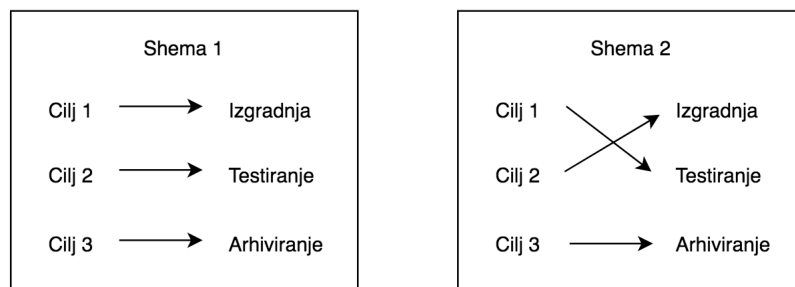 Shema 1
Cilj 1 Izgradnja
Cilj 2 Testiranje
Cilj 3 Arhiviranje
Shema 2
Cilj 1 Izgradnja
Cilj 2 Testiranje
Cilj 3 Arhiviranje